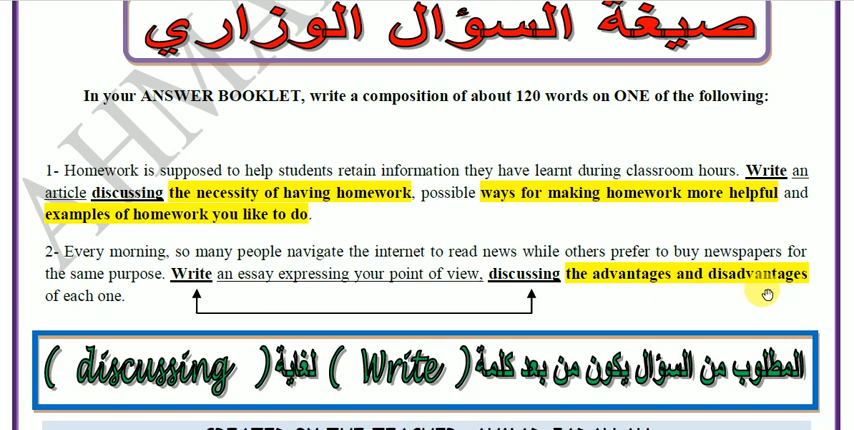 صيغة السؤال الوزاري
In your ANSWER BOOKLET, write a composition of about 120 words on ONE of the following:
1- Homework is supposed to help students retain information they have learnt during classroom hours. Write an
article discussing the necessity of having homework, possible ways for making homework more helpful and
examples of homework you like to do.
2- Every morning, so many people navigate the internet to read news while others prefer to buy newspapers for
the same purpose. Write an essay expressing your point of view, discussing the advantages and disadvantages
of each one.
المطلوب من السؤال يكون من بعد كلمة ( Write ) لغاية ( discussing )
CREATED BY THE TEACHER:
AHMA